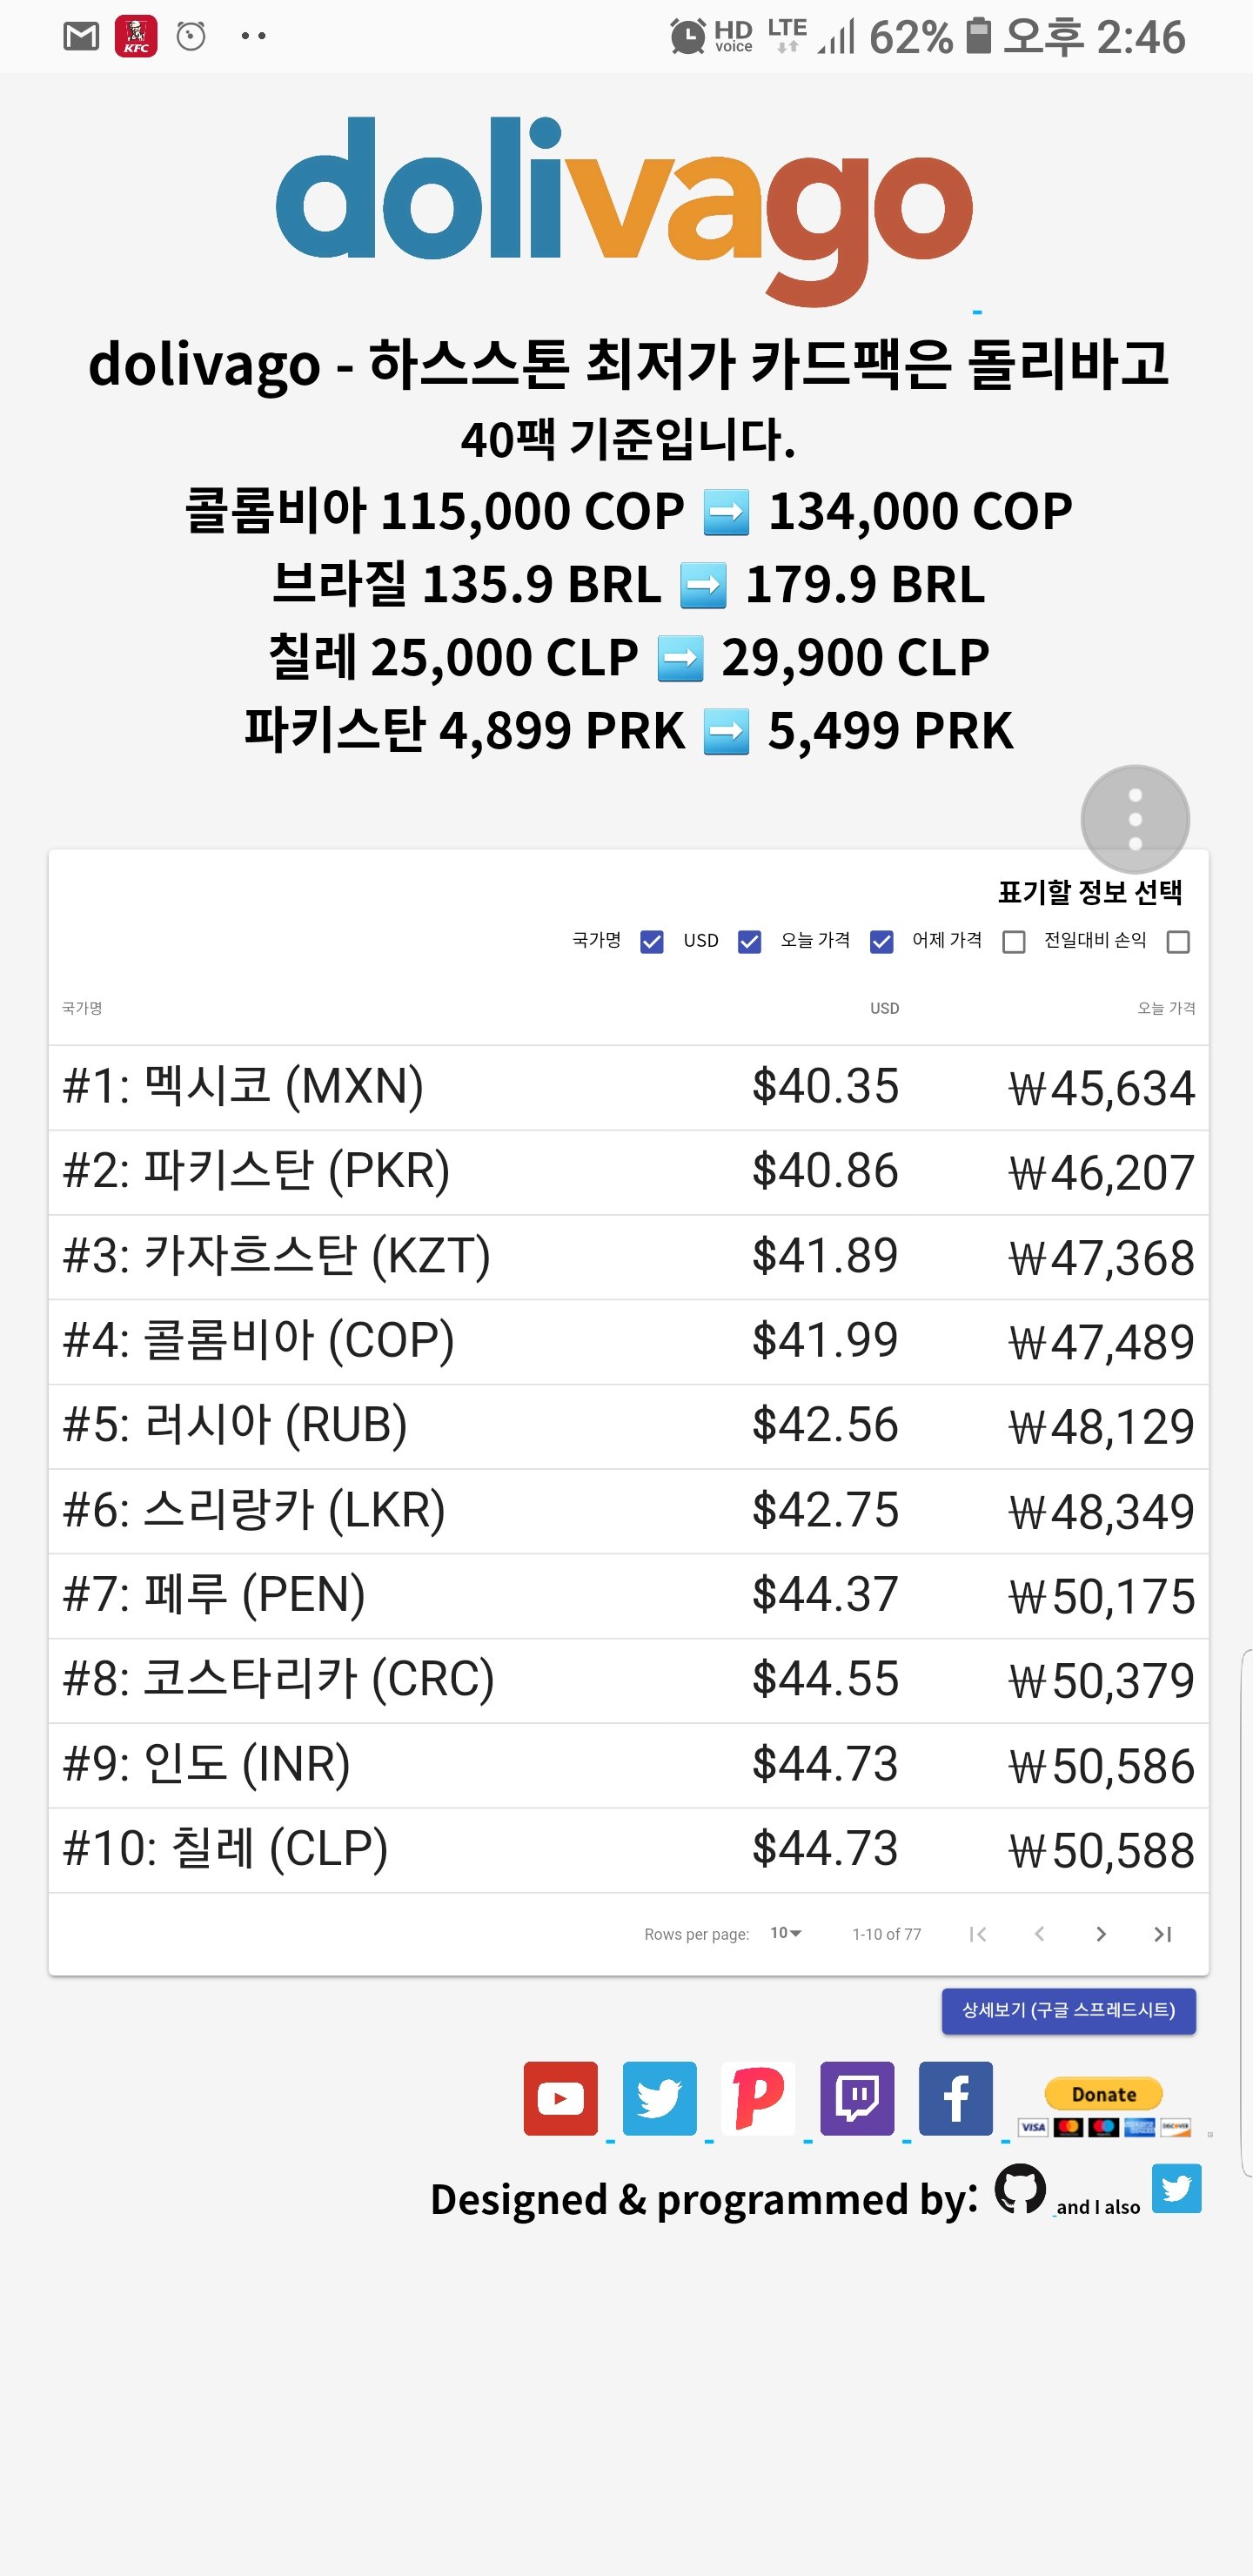 KFC
HD voice LTE 62% 오후 2:46
dolivago
dolivago - 하스스톤 최저가 카드팩은 돌리바고
40팩 기준입니다.
콜롬비아 115,000 COP ➡ 134,000 COP
브라질 135.9 BRL ➡ 179.9 BRL
칠레 25,000 CLP ➡ 29,900 CLP
파키스탄 4,899 PRK ➡ 5,499 PRK
표기할 정보 선택
국가명 USD 오늘 가격 어제 가격 전일대비 손익
국가명 USD 오늘 가격
#1: 멕시코 (MXN) $40.35 ₩45,634
#2: 파키스탄 (PKR) $40.86 ₩46,207
#3: 카자흐스탄 (KZT) $41.89 ₩47,368
#4: 콜롬비아 (COP) $41.99 ₩47,489
#5: 러시아 (RUB) $42.56 ₩48,129
#6: 스리랑카 (LKR) $42.75 ₩48,349
#7: 페루 (PEN) $44.37 ₩50,175
#8: 코스타리카 (CRC) $44.55 ₩50,379
#9: 인도 (INR) $44.73 ₩50,586
#10: 칠레 (CLP) $44.73 ₩50,588
Rows per page: 10 1-10 of 77
상세보기 (구글 스프레드시트)
Donate
VISA DISCOVER
Designed & programmed by: and I also